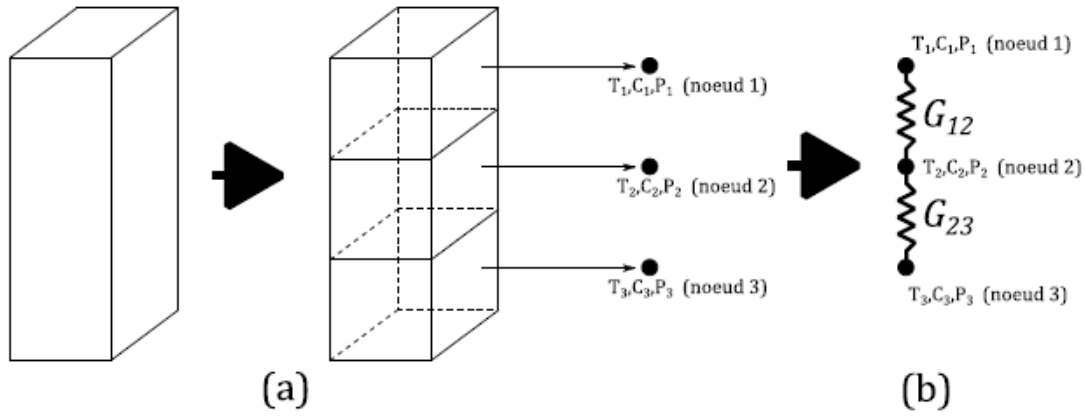 T₁,C₁,P₁ (noeud 1)
T₂,C₂,P₂ (noeud 2)
T₃,C₃,P₃ (noeud 3)
(a)
T₁,C₁,P₁ (noeud 1)
G₁₂
T₂,C₂,P₂ (noeud 2)
G₂₃
T₃,C₃,P₃ (noeud 3)
(b)